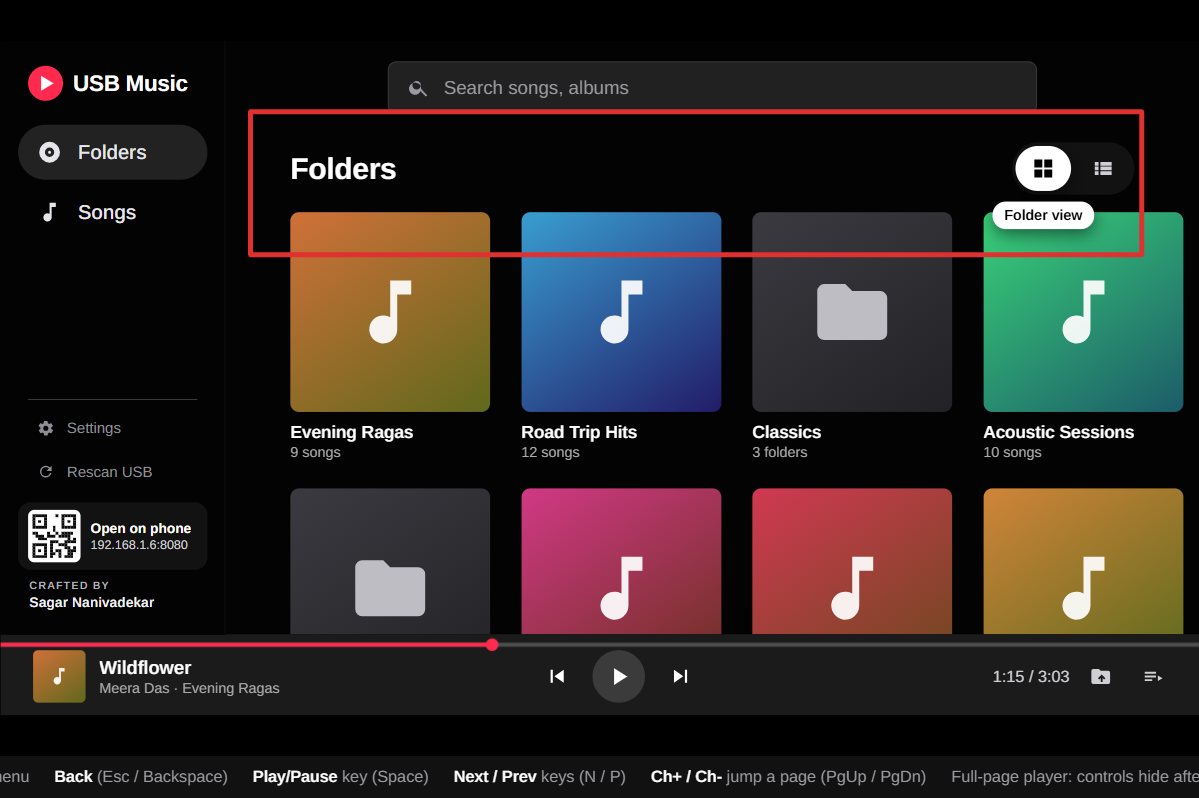 USB Music
Search songs, albums
Folders
Songs
Folders
Folder view
Evening Ragas
9 songs
Road Trip Hits
12 songs
Classics
3 folders
Acoustic Sessions
10 songs
Settings
Rescan USB
Open on phone
192.168.1.6:8080
CRAFTED BY
Sagar Nanivadekar
Wildflower
Meera Das · Evening Ragas
1:15 / 3:03
enu Back (Esc / Backspace) Play/Pause key (Space) Next / Prev keys (N / P) Ch+ / Ch- jump a page (PgUp / PgDn) Full-page player: controls hide afte